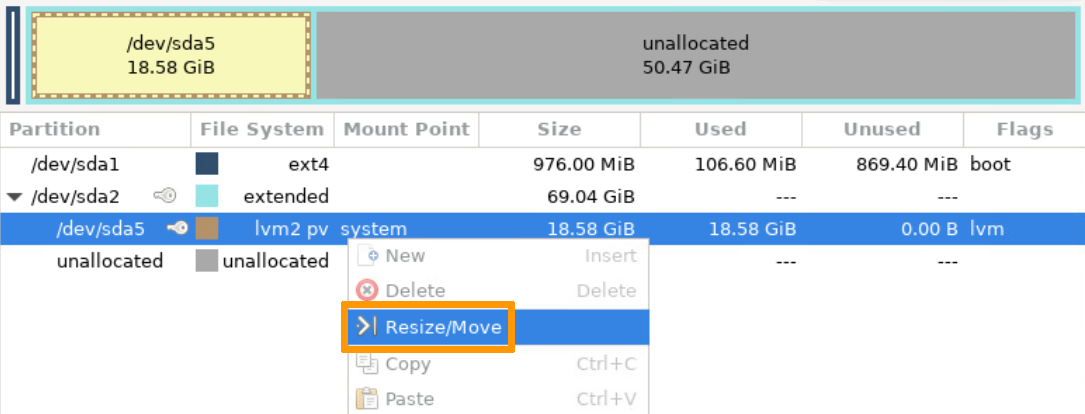 /dev/sda5
18.58 GiB
unallocated
50.47 GiB
Partition File System Mount Point Size Used Unused Flags
/dev/sda1 ext4 976.00 MiB 106.60 MiB 869.40 MiB boot
/dev/sda2 extended 69.04 GiB --- ---
/dev/sda5 lvm2 pv system 18.58 GiB 18.58 GiB 0.00 B lvm
unallocated unallocated --- ---
New Insert
Delete Delete
Resize/Move
Copy Ctrl+C
Paste Ctrl+V